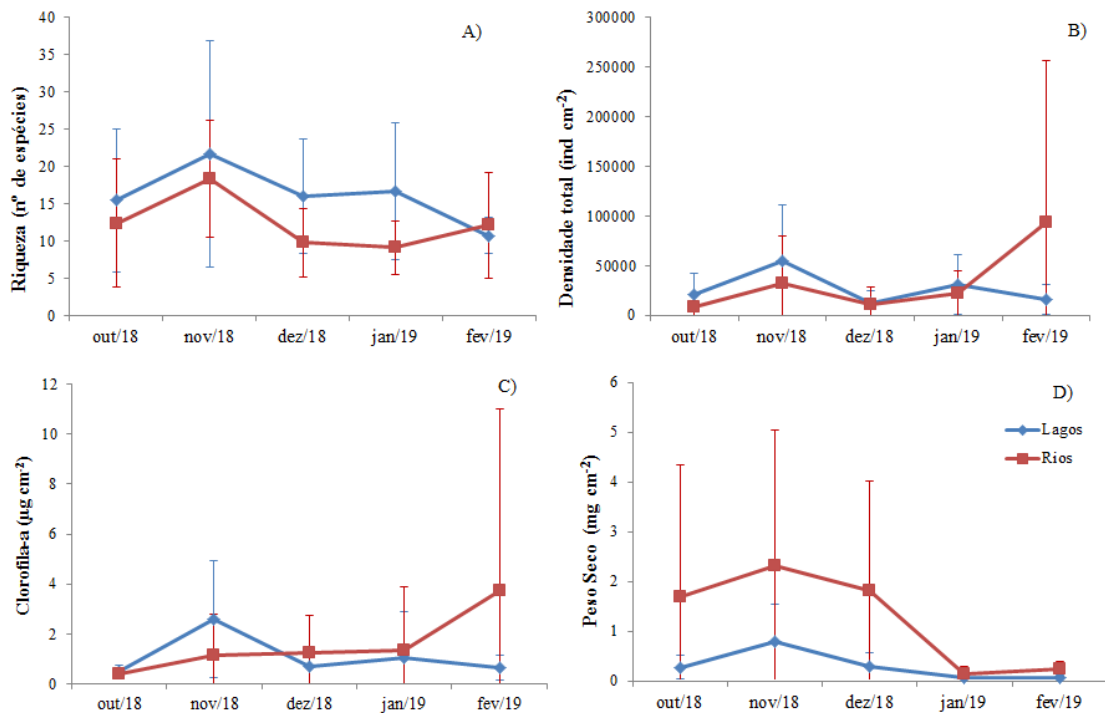 A)
Riqueza (nº de espécies)
40
35
30
25
20
15
10
5
0
out/18 nov/18 dez/18 jan/19 fev/19
B)
Densidade total (ind cm⁻²)
300000
250000
200000
150000
100000
50000
0
out/18 nov/18 dez/18 jan/19 fev/19
C)
Clorofila-a (µg cm⁻²)
12
10
8
6
4
2
0
out/18 nov/18 dez/18 jan/19 fev/19
D)
Peso Seco (mg cm⁻²)
6
5
4
3
2
1
0
Lagos
Rios
out/18 nov/18 dez/18 jan/19 fev/19